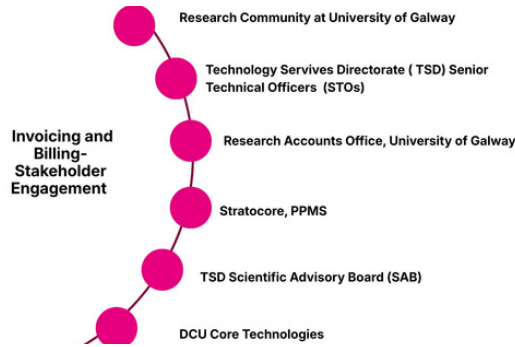 Research Community at University of Galway
Technology Servives Directorate ( TSD) Senior
Technical Officers (STOs)
Invoicing and
Billing-
Stakeholder
Engagement
Research Accounts Office, University of Galway
Stratocore, PPMS
TSD Scientific Advisory Board (SAB)
DCU Core Technologies